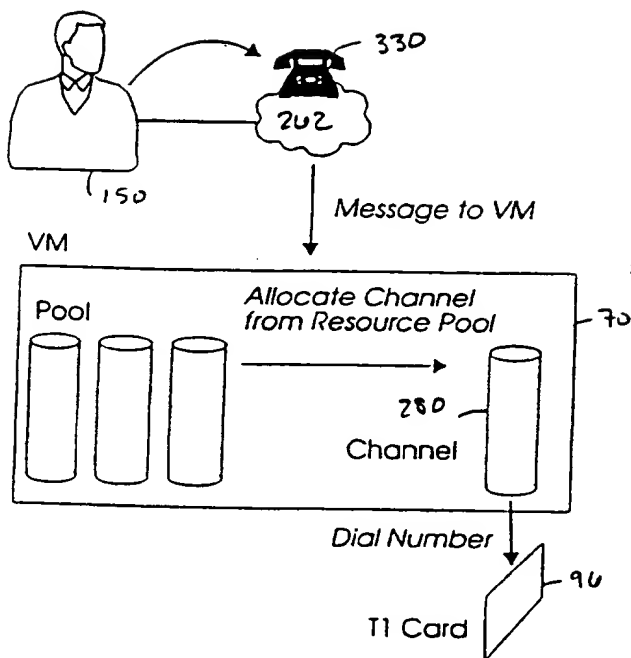 330
202
150
Message to VM
VM
Pool
Allocate Channel
from Resource Pool
70
280
Channel
Dial Number
96
T1 Card